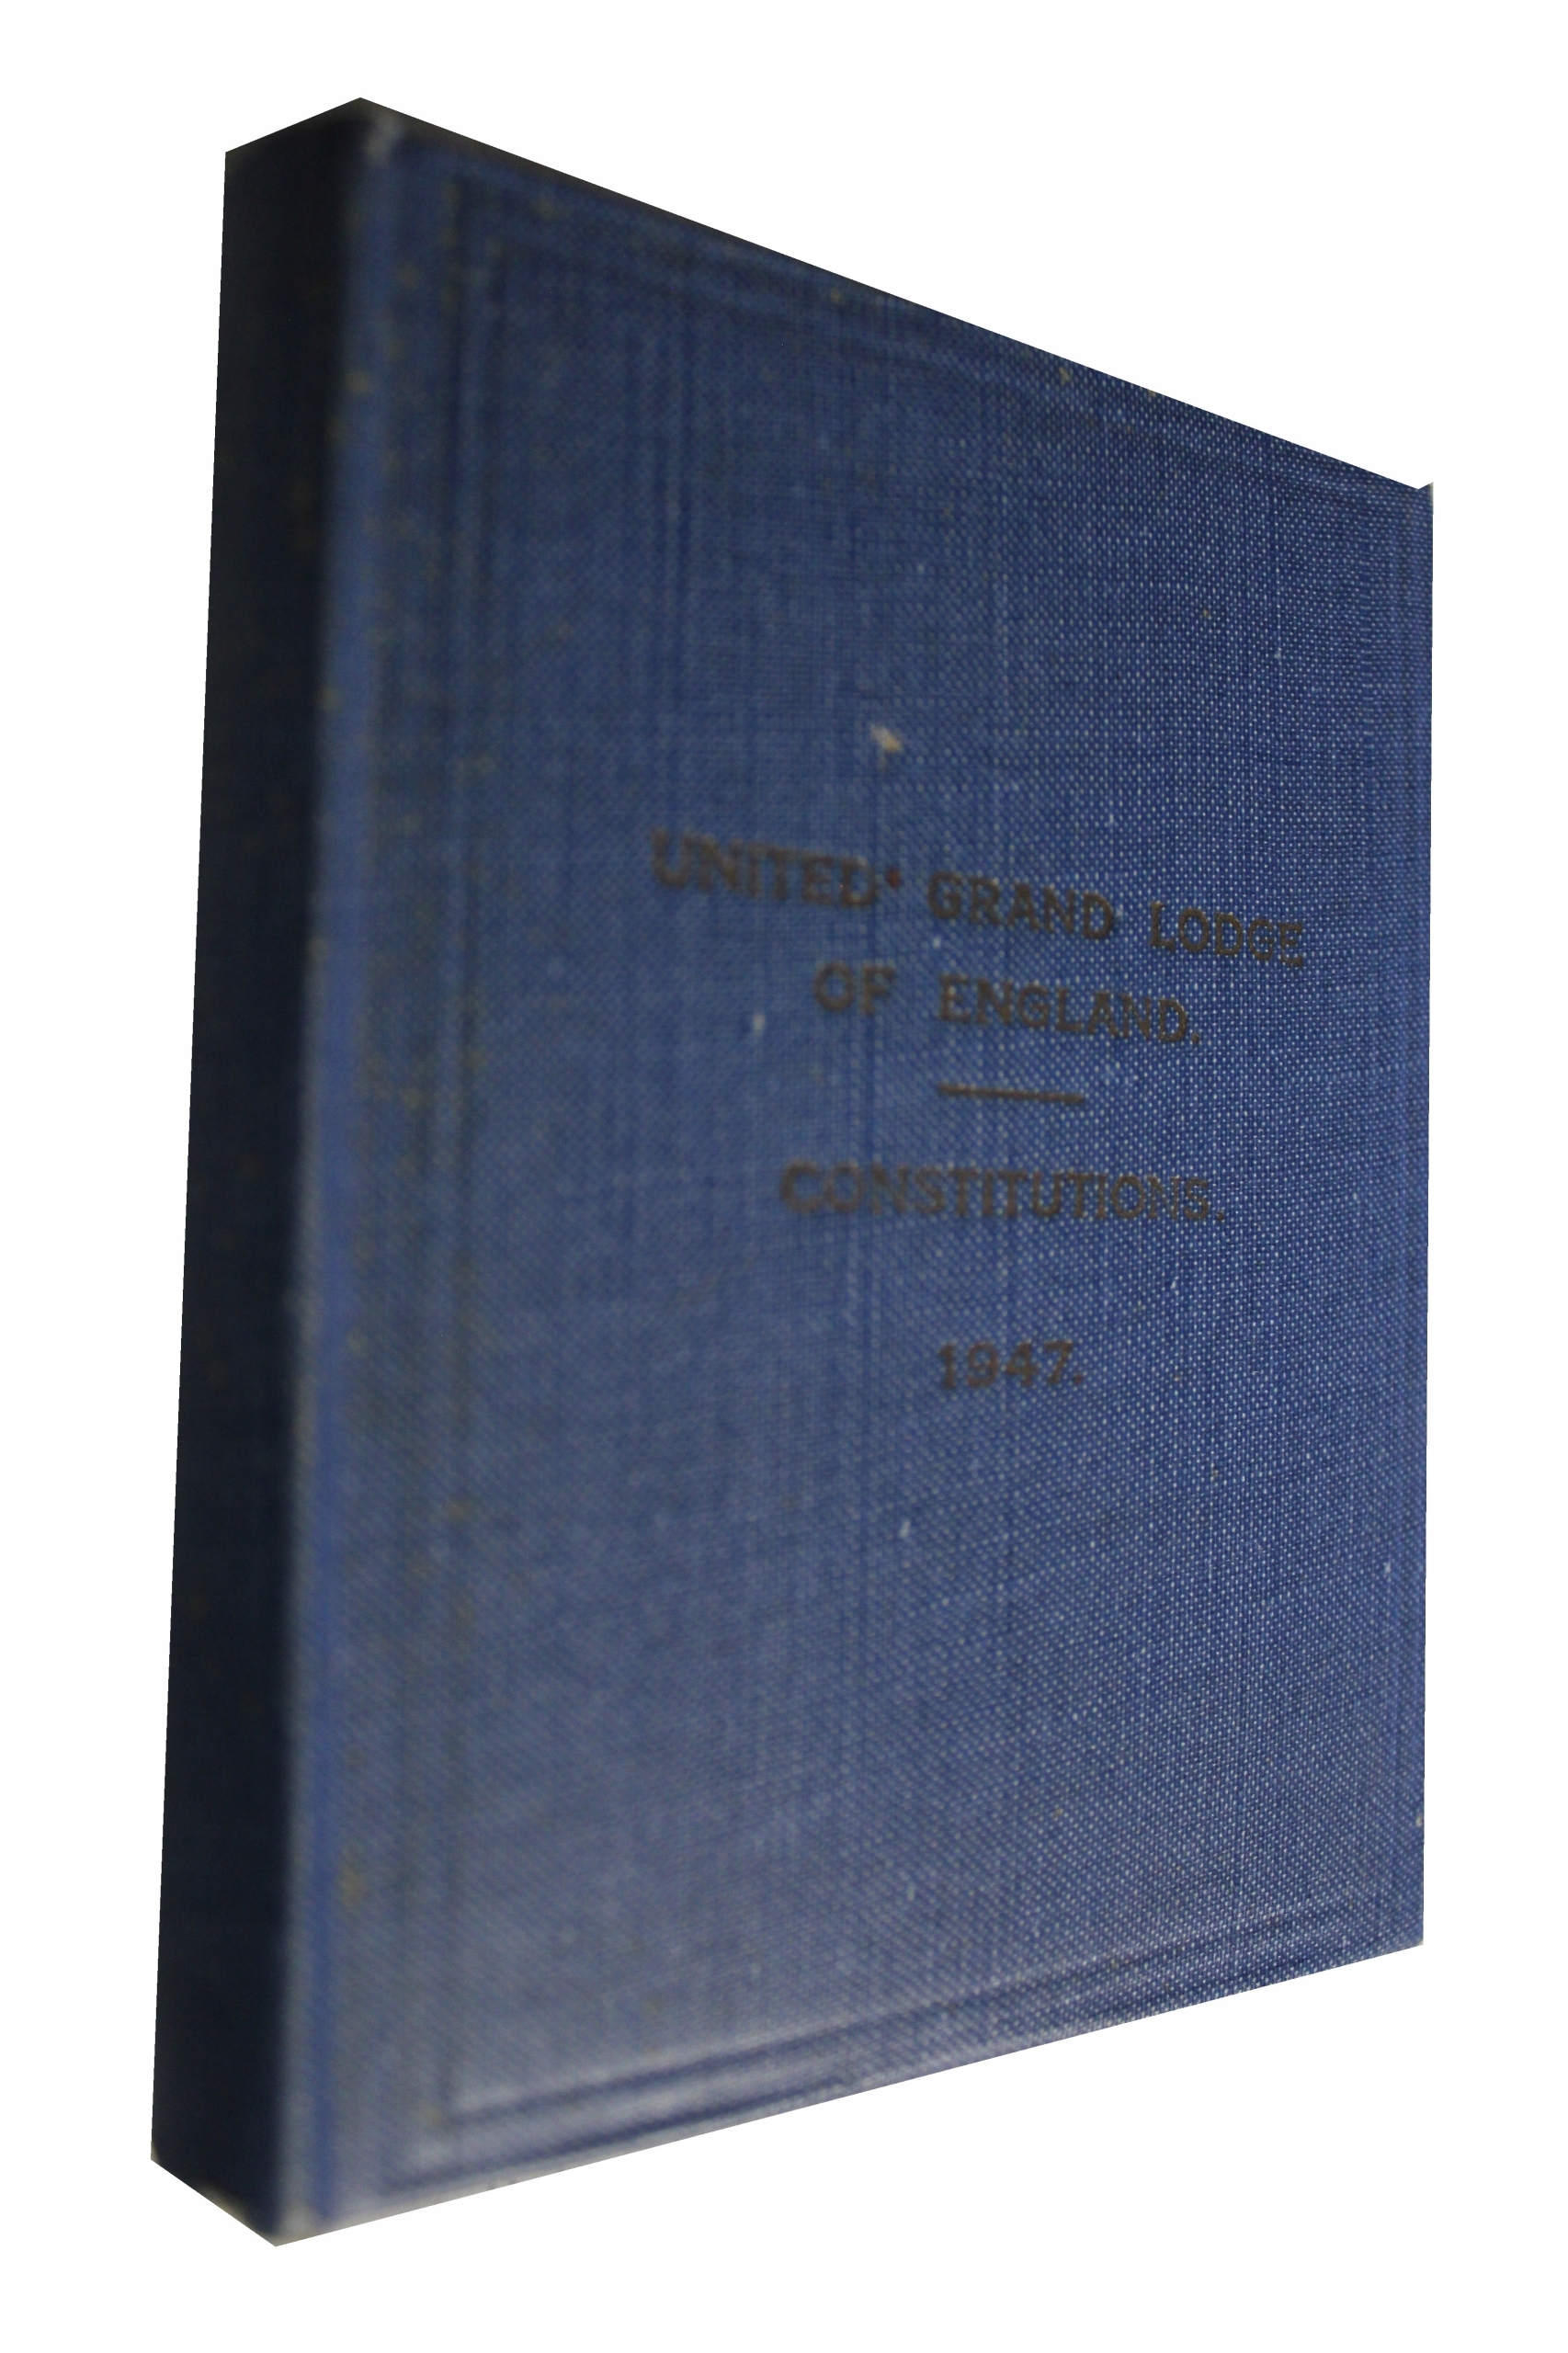 UNITED GRAND LODGE
OF ENGLAND.
CONSTITUTIONS.
1947.